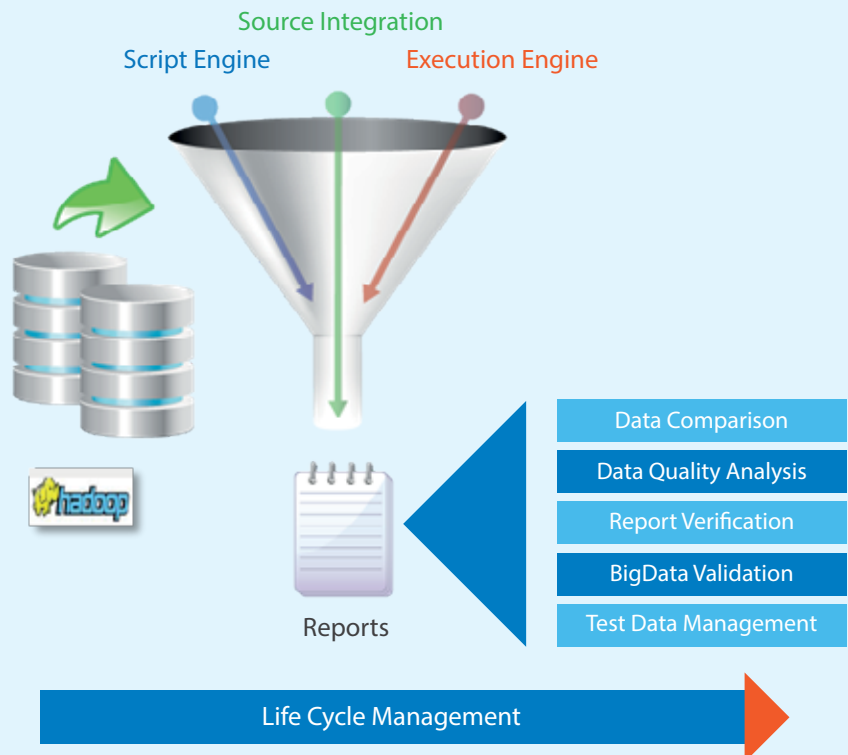 Source Integration
Script Engine
Execution Engine
hadoop
Data Comparison
Data Quality Analysis
Report Verification
BigData Validation
Test Data Management
Reports
Life Cycle Management